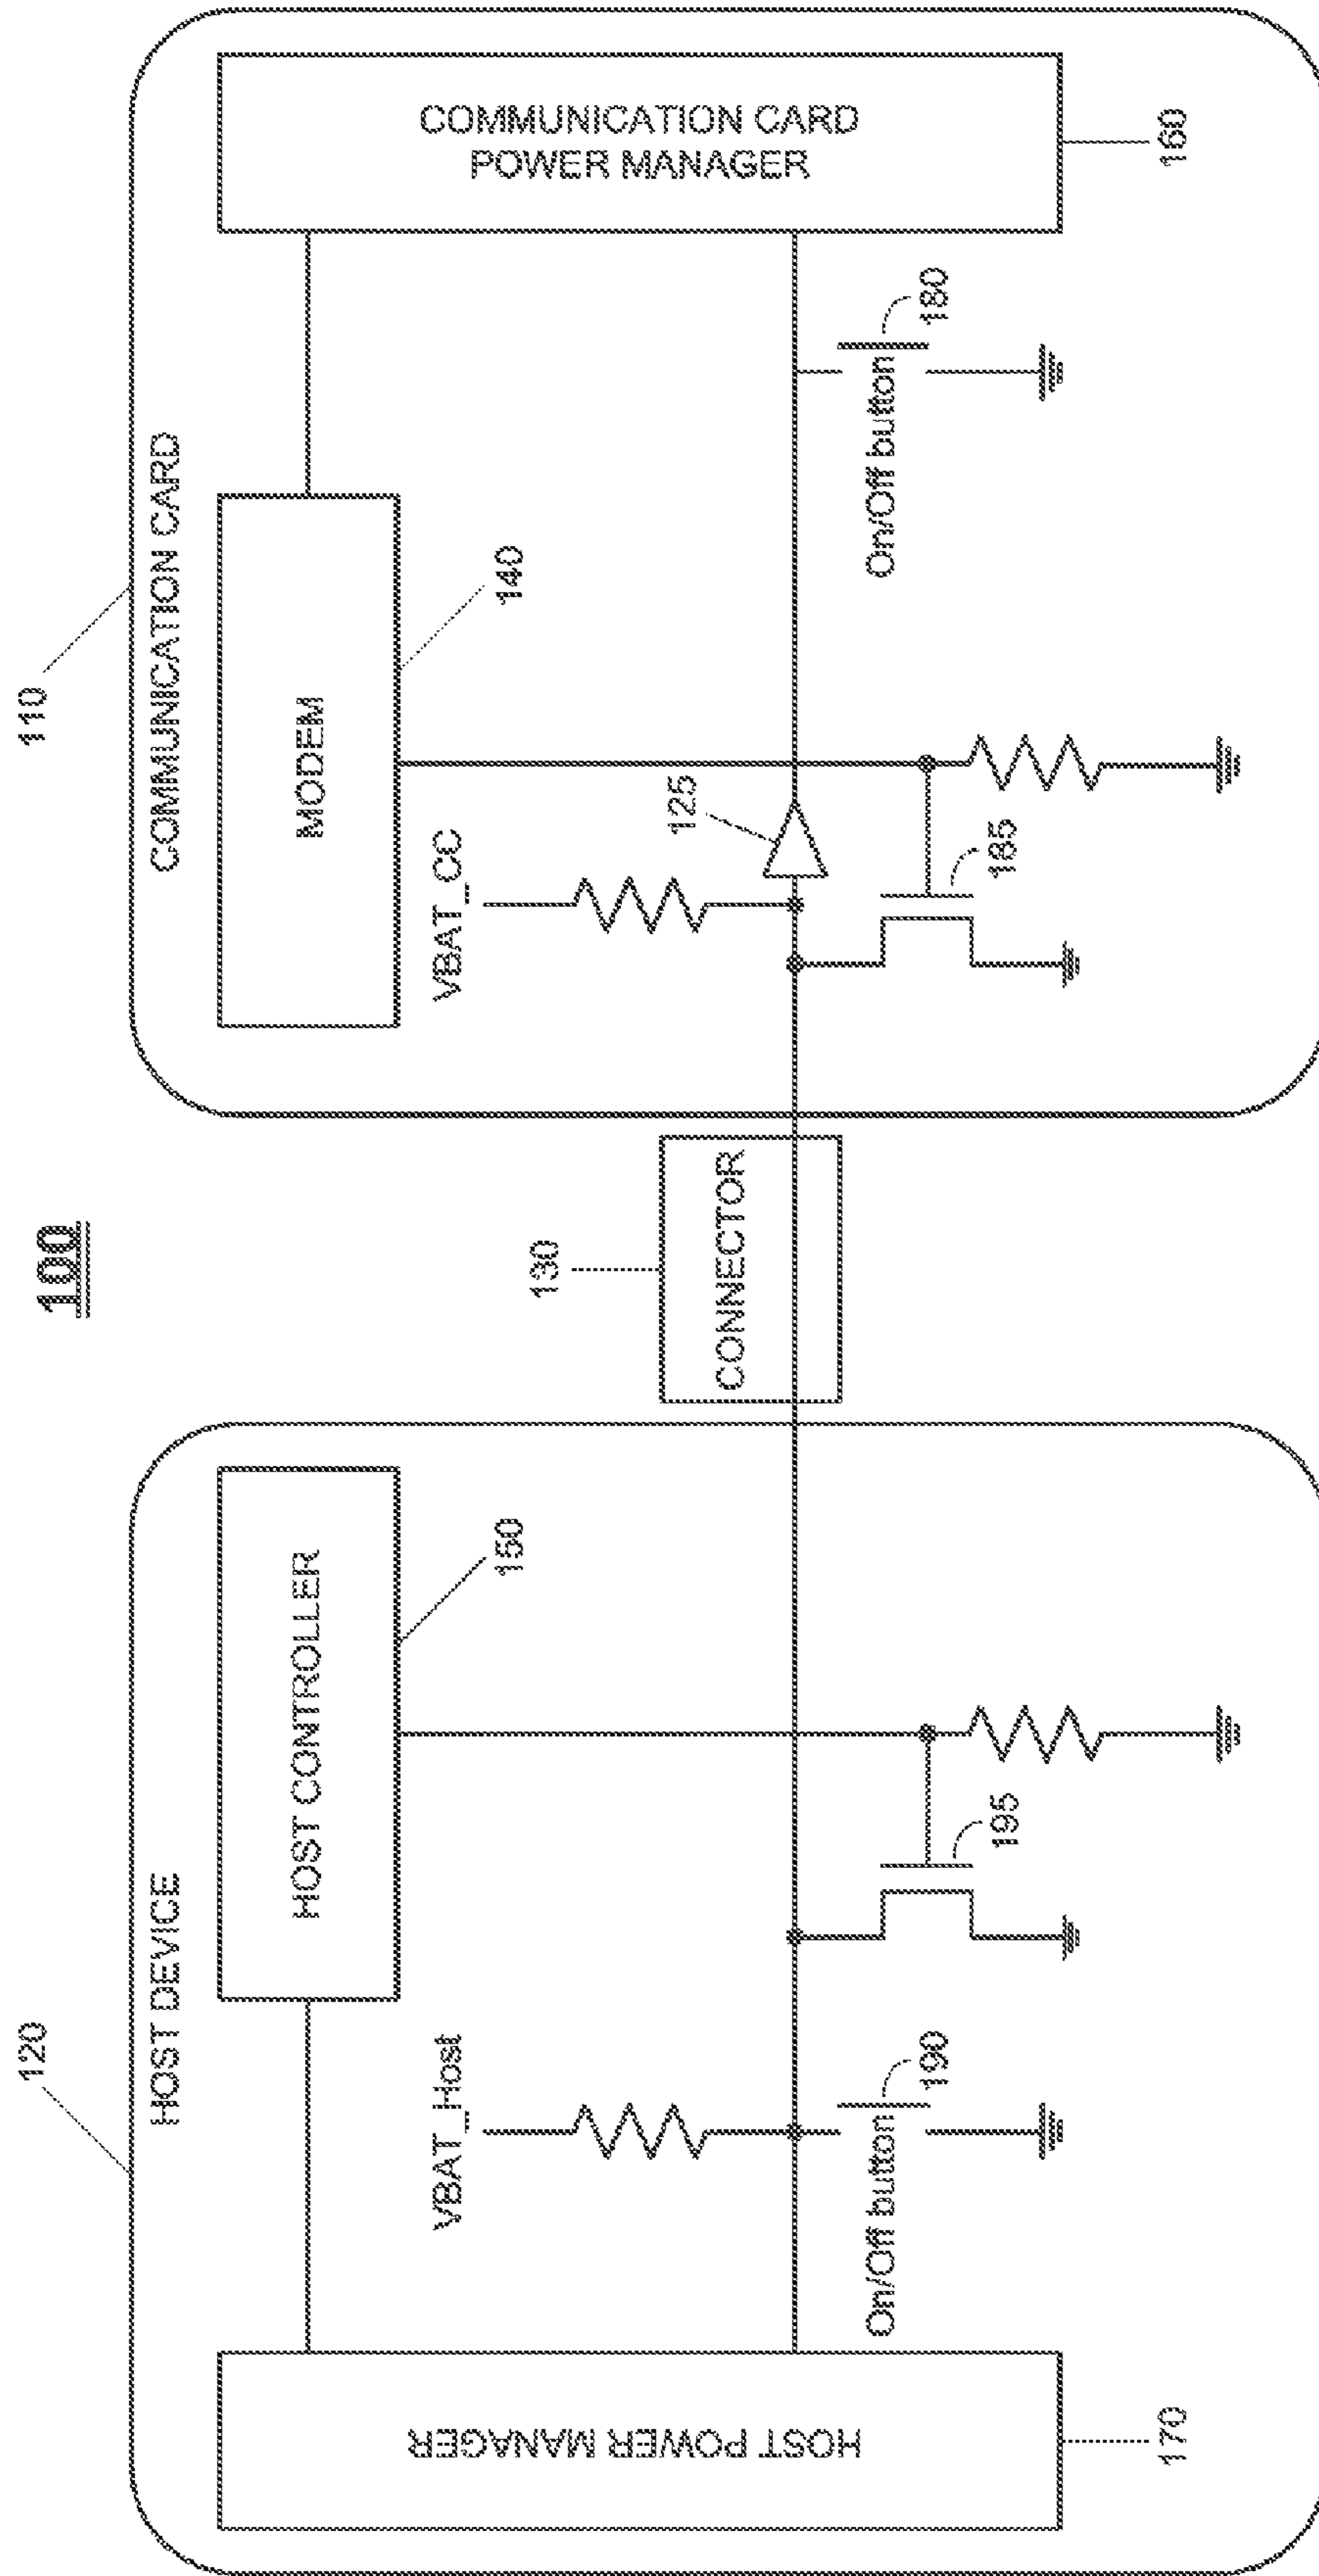 100
120
HOST DEVICE
HOST CONTROLLER
150
HOST POWER MANAGER
170
VBAT_Host
On/Off button
190
195
130
CONNECTOR
110
COMMUNICATION CARD
MODEM
140
VBAT_CC
125
185
On/Off button
180
COMMUNICATION CARD
POWER MANAGER
160